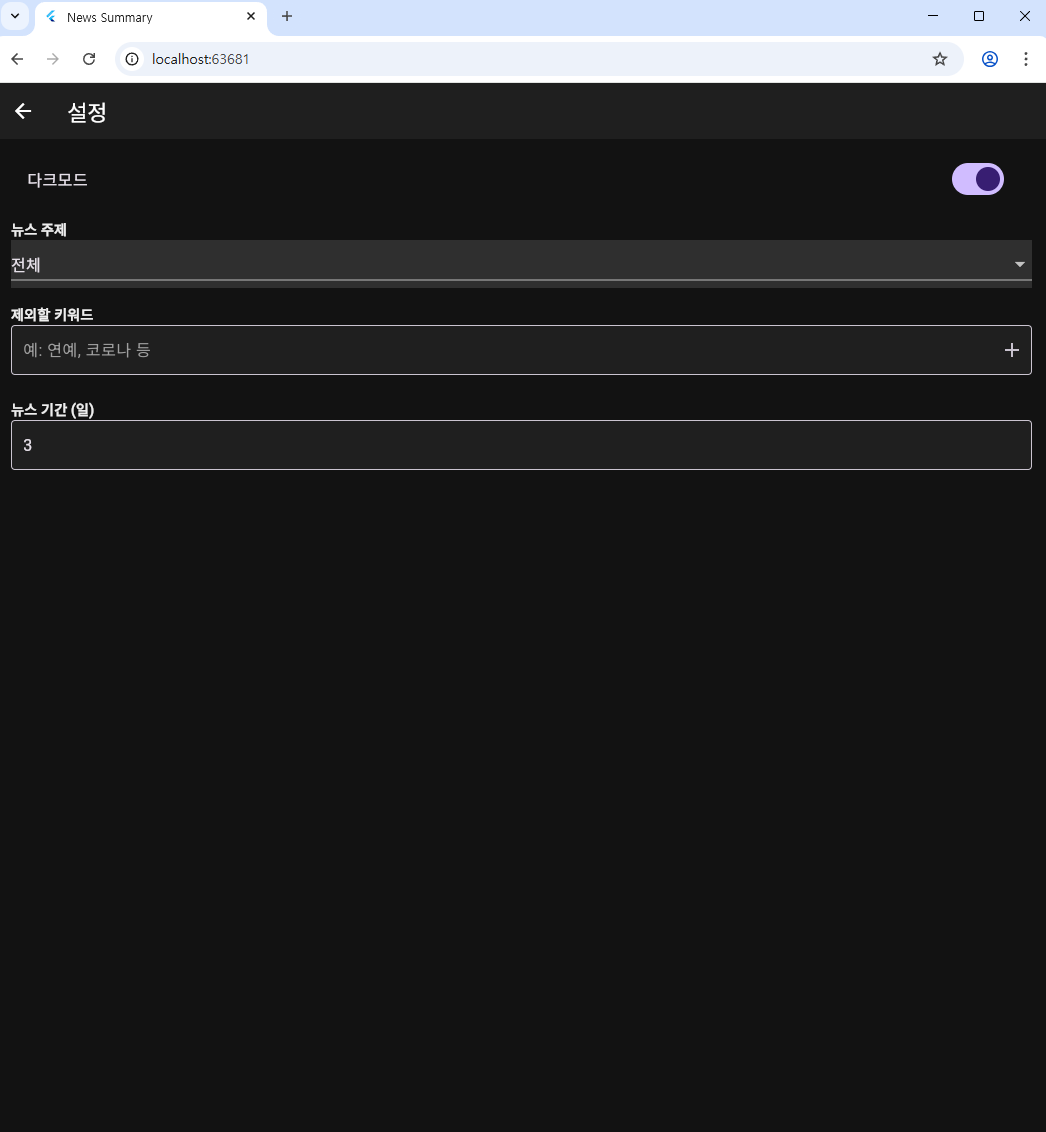 News Summary
localhost:63681
설정
다크모드
뉴스 주제
전체
제외할 키워드
예: 연예, 코로나 등
뉴스 기간 (일)
3